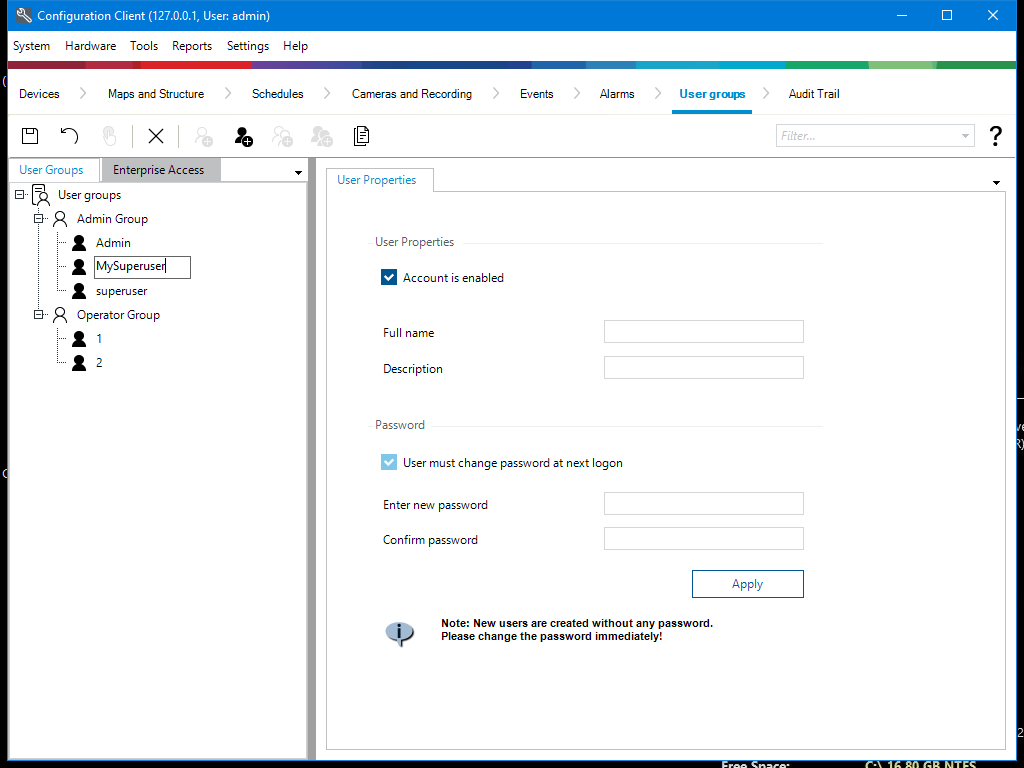 Configuration Client (127.0.0.1, User: admin)
System Hardware Tools Reports Settings Help
Devices Maps and Structure Schedules Cameras and Recording Events Alarms User groups Audit Trail
Filter...
User Groups Enterprise Access
User groups
Admin Group
Admin
MySuperuser
superuser
Operator Group
1
2
User Properties
User Properties
Account is enabled
Full name
Description
Password
User must change password at next logon
Enter new password
Confirm password
Apply
Note: New users are created without any password.
Please change the password immediately!
Free Space: C:\ 16.80 GB NTFS